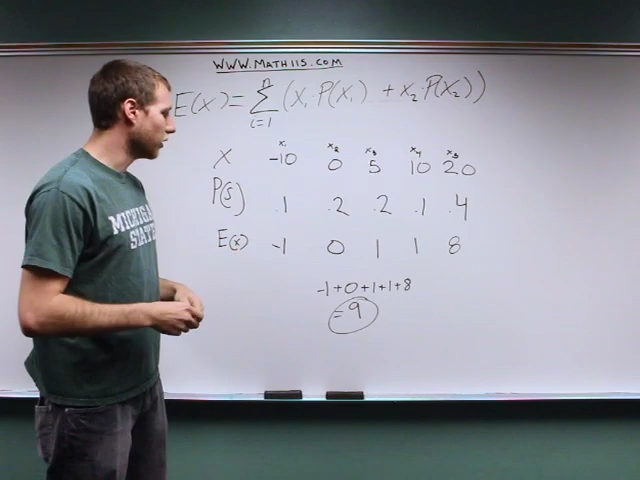 WWW.MATH115.COM
E(X) = n Σ i=1 (X₁ P(X₁) + X₂ · P(X₂))
x₁ x₂ x₃ x₄ x₅
X -10 0 5 10 20
P(S) .1 .2 .2 .1 .4
E(x) -1 0 1 1 8
-1+0+1+1+8
= 9
MICHIGAN
STATE